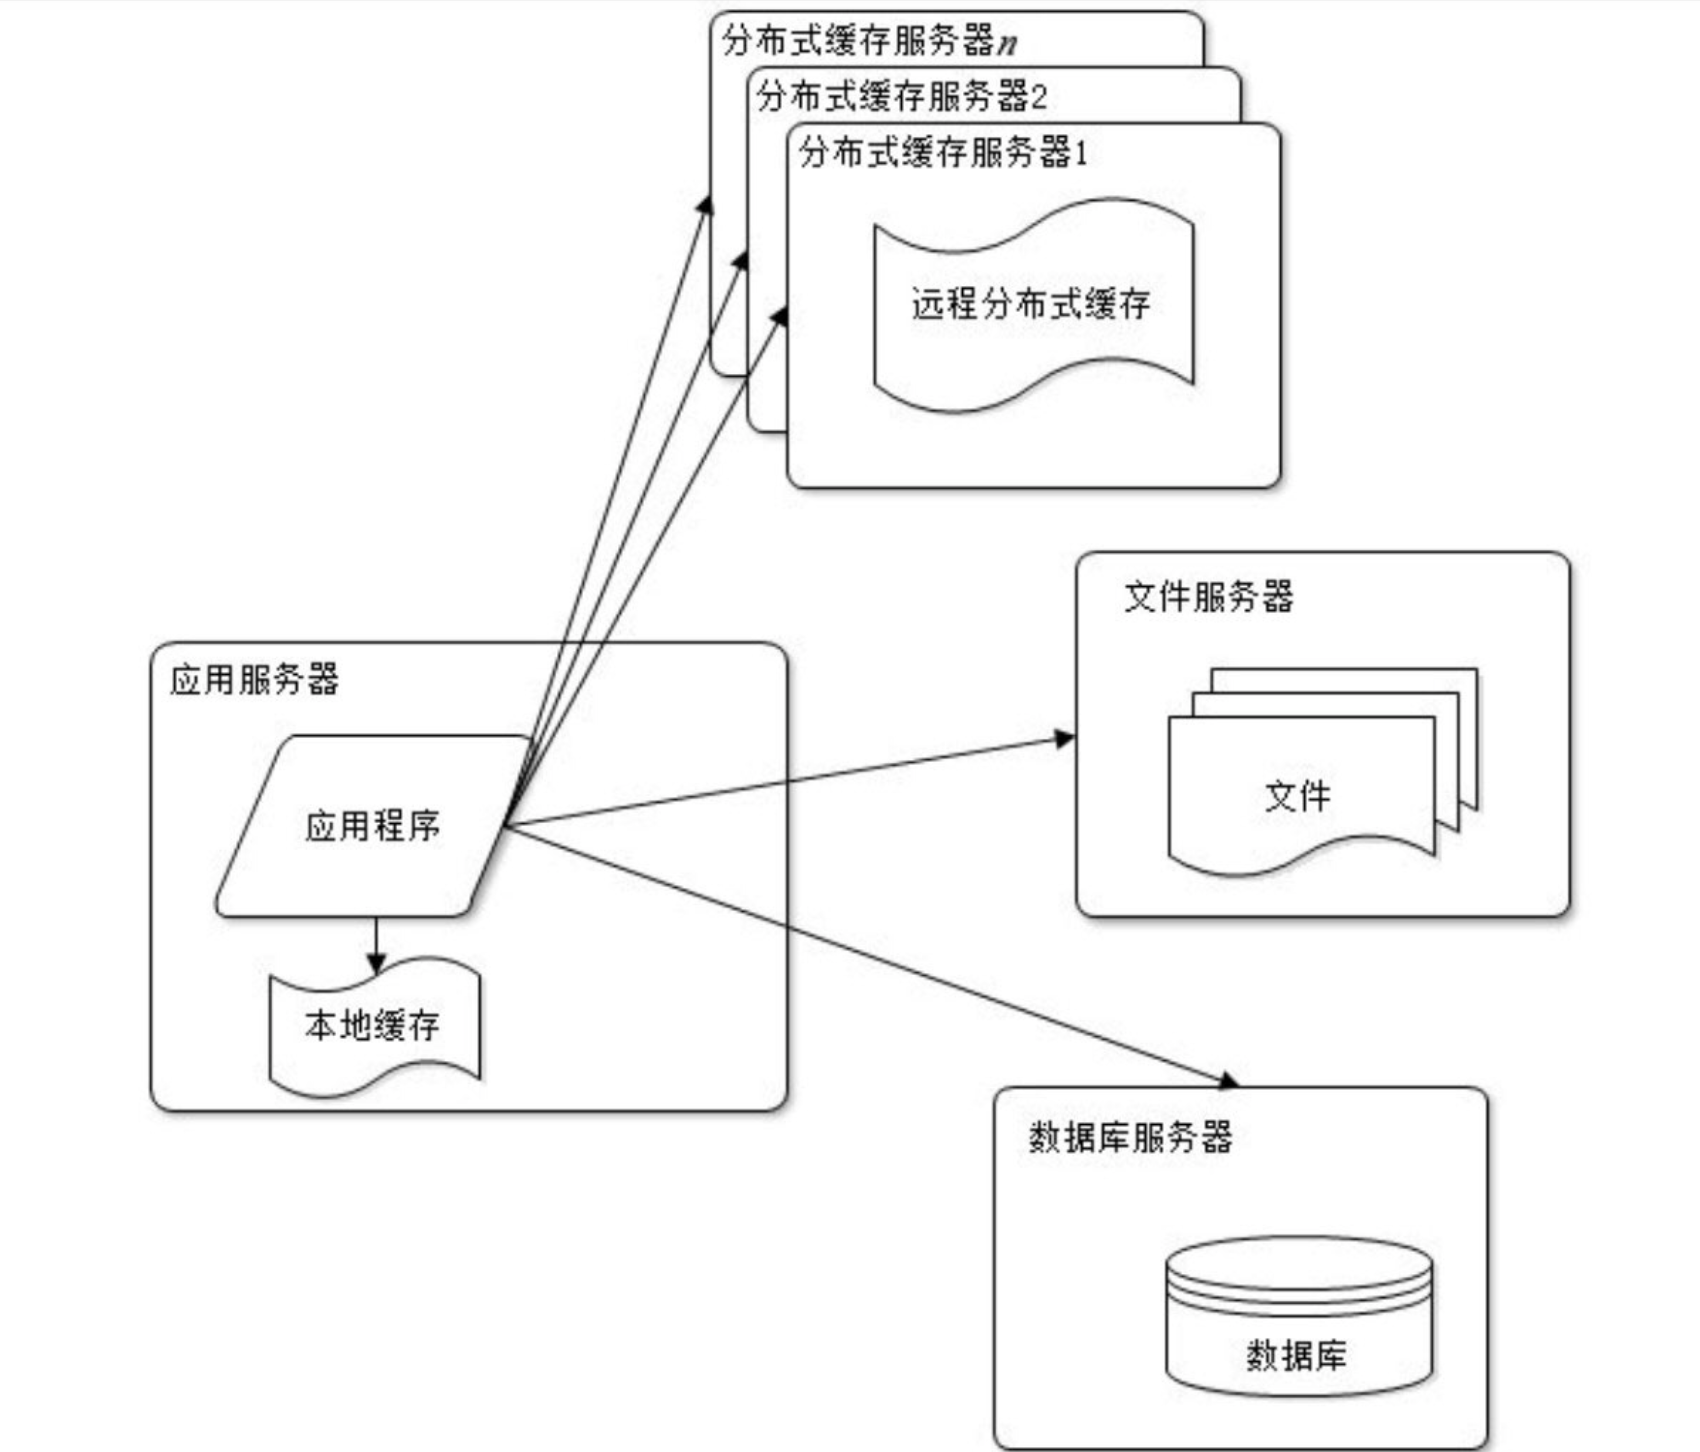 分布式缓存服务器n
分布式缓存服务器2
分布式缓存服务器1
远程分布式缓存
文件服务器
文件
应用服务器
应用程序
本地缓存
数据库服务器
数据库